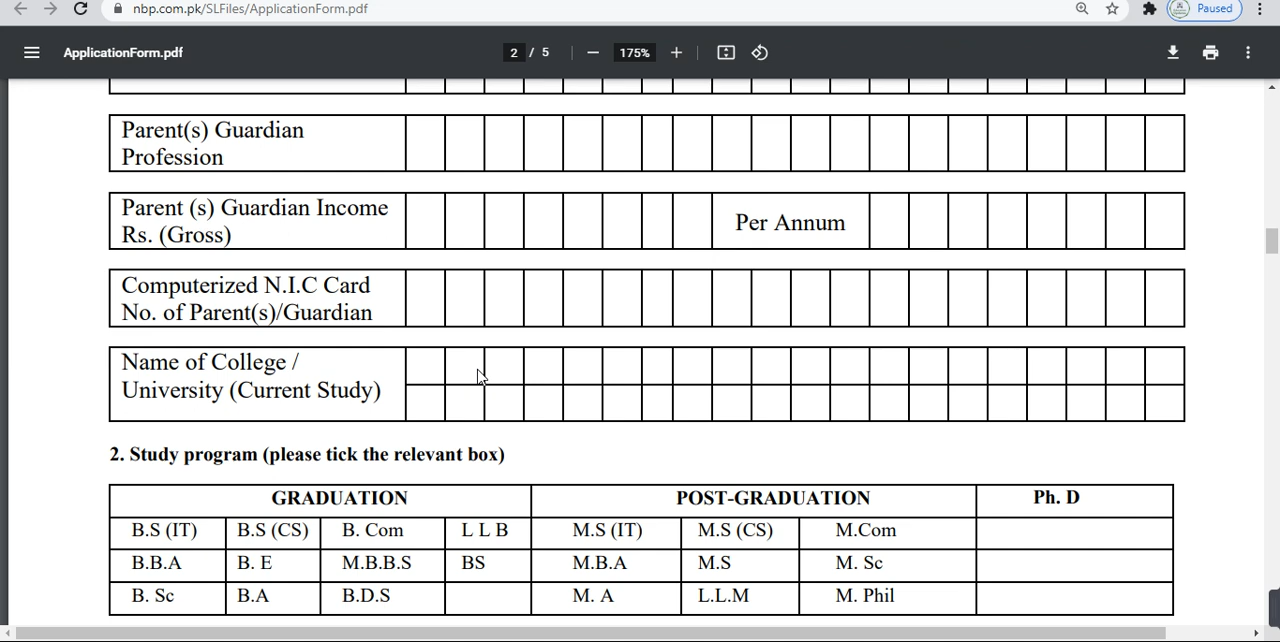 nbp.com.pk/SLFiles/ApplicationForm.pdf
Paused
ApplicationForm.pdf
2 / 5
175%
Parent(s) Guardian
Profession
Parent (s) Guardian Income
Rs. (Gross)
Per Annum
Computerized N.I.C Card
No. of Parent(s)/Guardian
Name of College /
University (Current Study)
2. Study program (please tick the relevant box)
GRADUATION POST-GRADUATION Ph. D
B.S (IT) B.S (CS) B. Com L L B M.S (IT) M.S (CS) M.Com
B.B.A B. E M.B.B.S BS M.B.A M.S M. Sc
B. Sc B.A B.D.S M. A L.L.M M. Phil